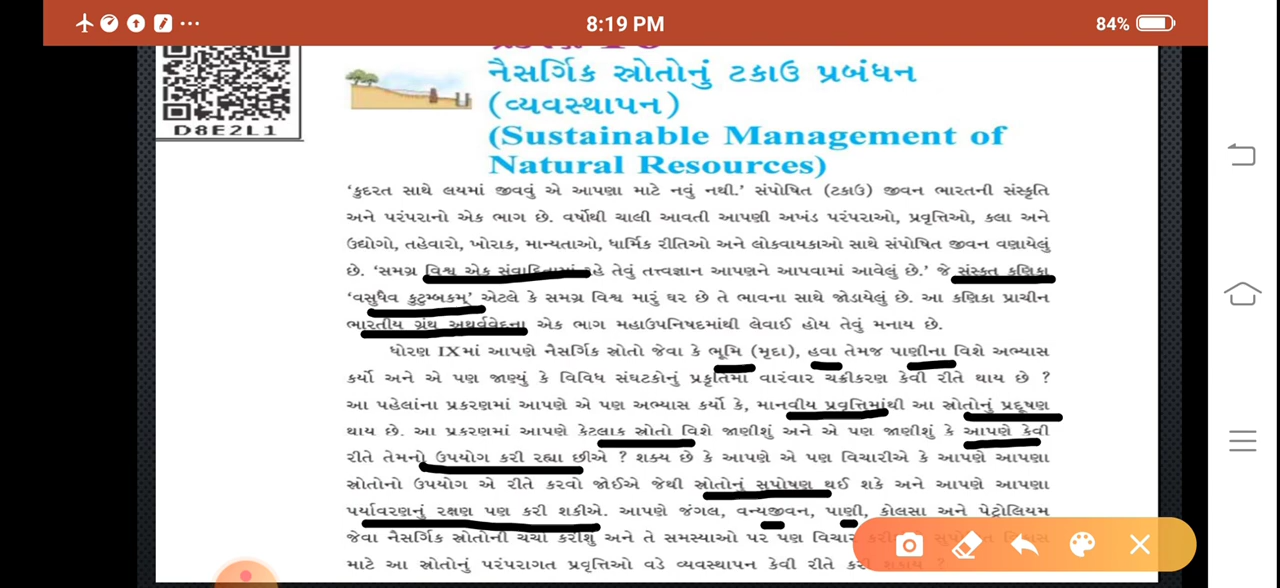 8:19 PM
84%
D8E2L1
નૈસર્ગિક સ્રોતોનું ટકાઉ પ્રબંધન
(વ્યવસ્થાપન)
(Sustainable Management of
Natural Resources)
‘કુદરત સાથે લયમાં જીવવું એ આપણા માટે નવું નથી.’ સંપોષિત (ટકાઉ) જીવન ભારતની સંસ્કૃતિ
અને પરંપરાનો એક ભાગ છે. વર્ષોથી ચાલી આવતી આપણી અખંડ પરંપરાઓ, પ્રવૃત્તિઓ, કલા અને
ઉદ્યોગો, તહેવારો, ખોરાક, માન્યતાઓ, ધાર્મિક રીતિઓ અને લોકવાયકાઓ સાથે સંપોષિત જીવન વણાયેલું
છે. ‘સમગ્ર વિશ્વ એક સંવાદિતામાં રહે તેવું તત્ત્વજ્ઞાન આપણને આપવામાં આવેલું છે.’ જે સંસ્કૃત કણિકા
‘વસુધૈવ કુટુમ્બકમ્’ એટલે કે સમગ્ર વિશ્વ મારું ઘર છે તે ભાવના સાથે જોડાયેલું છે. આ કણિકા પ્રાચીન
ભારતીય ગ્રંથ અથર્વવેદના એક ભાગ મહાઉપનિષદમાંથી લેવાઈ હોય તેવું મનાય છે.
ધોરણ IXમાં આપણે નૈસર્ગિક સ્રોતો જેવા કે ભૂમિ (મૃદા), હવા તેમજ પાણીના વિશે અભ્યાસ
કર્યો અને એ પણ જાણ્યું કે વિવિધ સંઘટકોનું પ્રકૃતિમાં વારંવાર ચક્રીકરણ કેવી રીતે થાય છે ?
આ પહેલાંના પ્રકરણમાં આપણે એ પણ અભ્યાસ કર્યો કે, માનવીય પ્રવૃત્તિમાંથી આ સ્રોતોનું પ્રદૂષણ
થાય છે. આ પ્રકરણમાં આપણે કેટલાક સ્રોતો વિશે જાણીશું અને એ પણ જાણીશું કે આપણે કેવી
રીતે તેમનો ઉપયોગ કરી રહ્યા છીએ ? શક્ય છે કે આપણે એ પણ વિચારીએ કે આપણે આપણા
સ્રોતોનો ઉપયોગ એ રીતે કરવો જોઈએ જેથી સ્રોતોનું સંપોષણ થઈ શકે અને આપણે આપણા
પર્યાવરણનું રક્ષણ પણ કરી શકીએ. આપણે જંગલ, વન્યજીવન, પાણી, કોલસા અને પેટ્રોલિયમ
જેવા નૈસર્ગિક સ્રોતોની ચર્ચા કરીશું અને તે સમસ્યાઓ પર પણ વિચાર
માટે આ સ્રોતોનું પરંપરાગત પ્રવૃત્તિઓ વડે વ્યવસ્થાપન કેવી રીતે કરી